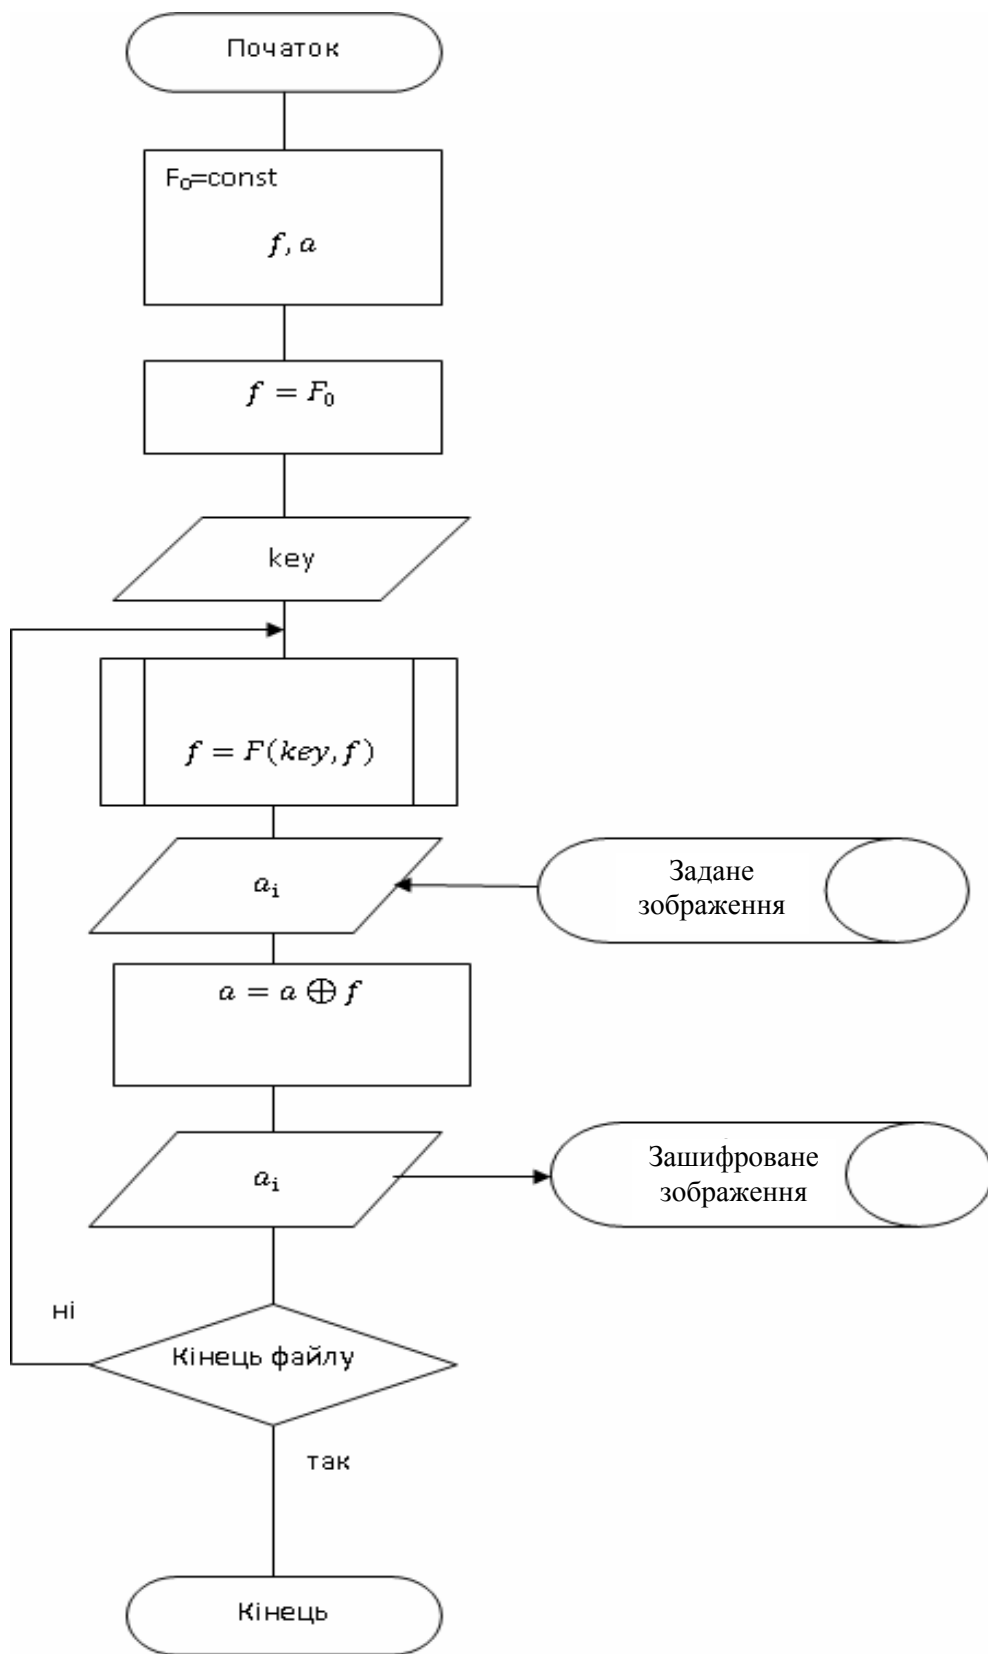 Початок
F₀=const
f, a
f = F₀
key
f = F(key, f)
aᵢ
Задане
зображення
a = a ⊕ f
aᵢ
Зашифроване
зображення
ні
Кінець файлу
так
Кінець